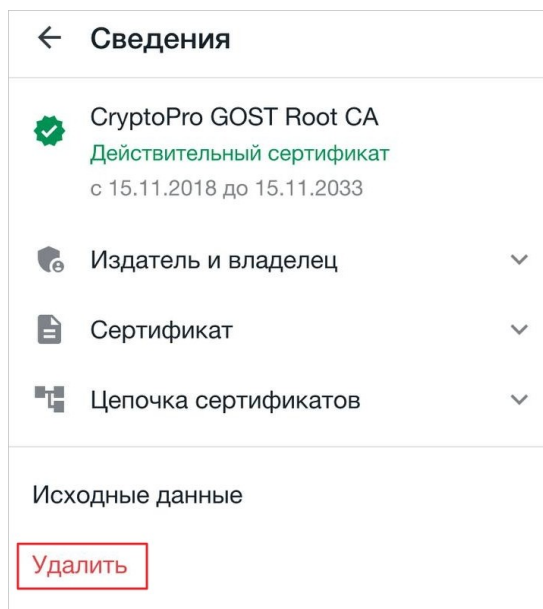 Сведения
CryptoPro GOST Root CA
Действительный сертификат
с 15.11.2018 до 15.11.2033
Издатель и владелец
Сертификат
Цепочка сертификатов
Исходные данные
Удалить